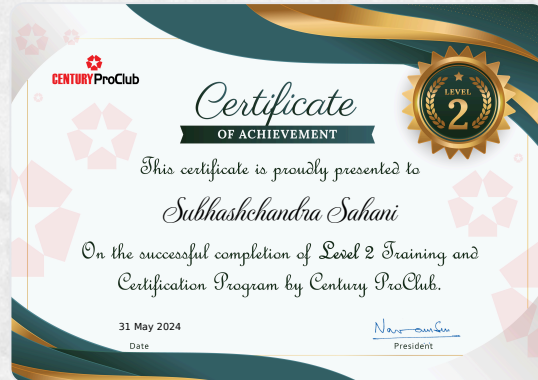 CENTURY ProClub
Certificate
OF ACHIEVEMENT
LEVEL
2
This certificate is proudly presented to
Subhashchandra Sahani
On the successful completion of Level 2 Training and
Certification Program by Century ProClub.
31 May 2024
Date
President